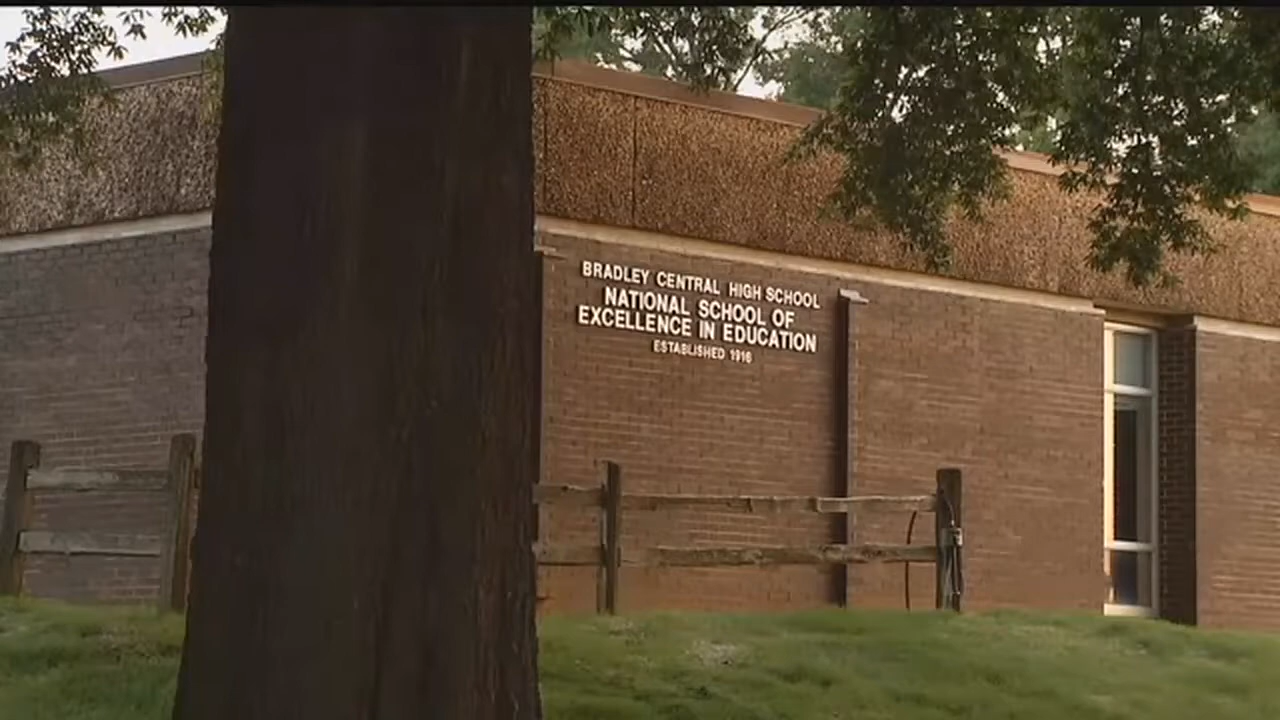 BRADLEY CENTRAL HIGH SCHOOL
NATIONAL SCHOOL OF
EXCELLENCE IN EDUCATION
ESTABLISHED 1916